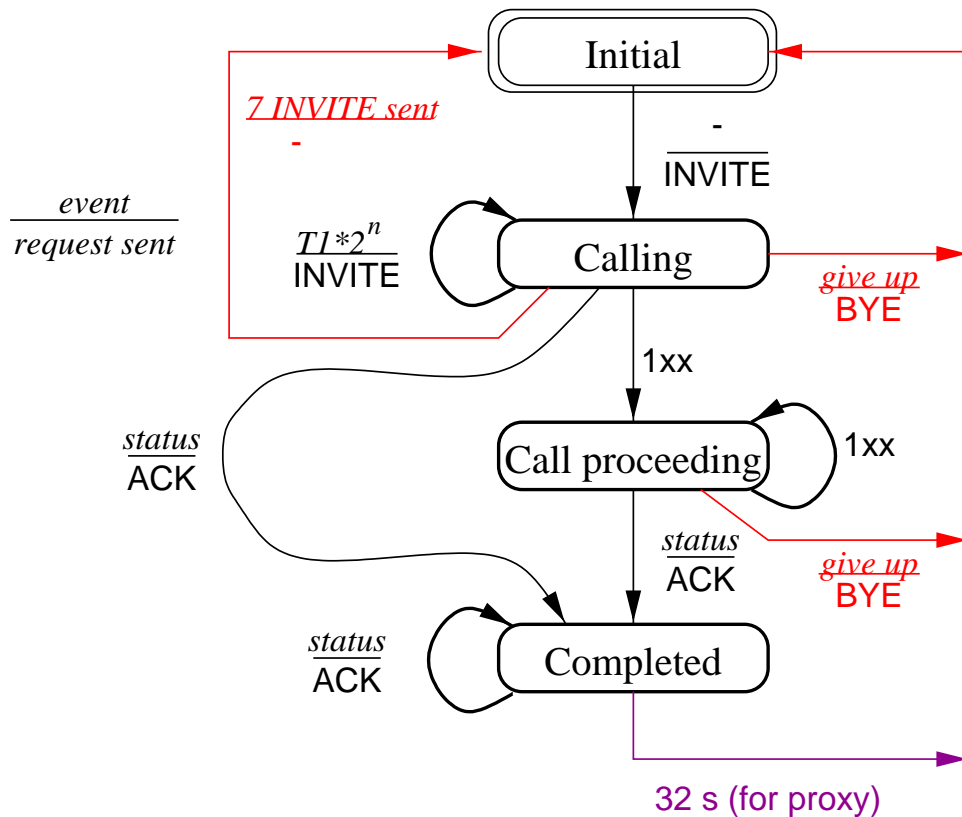 Initial
7 INVITE sent
-
-
INVITE
event
request sent
T1*2^n
INVITE
Calling
give up
BYE
1xx
status
ACK
Call proceeding
1xx
status
ACK
give up
BYE
status
ACK
Completed
32 s (for proxy)